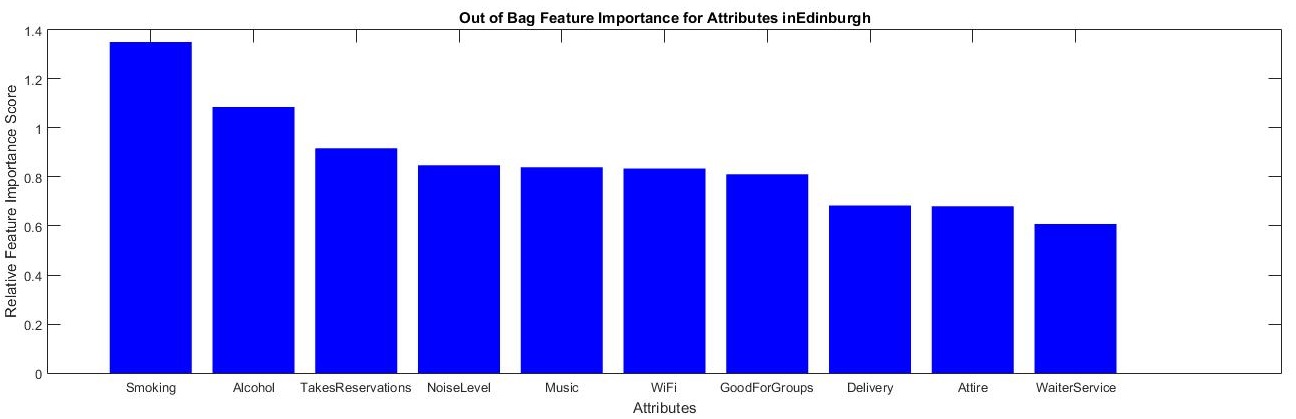 Out of Bag Feature Importance for Attributes inEdinburgh
Relative Feature Importance Score
1.4
1.2
1
0.8
0.6
0.4
0.2
0
Smoking Alcohol TakesReservations NoiseLevel Music WiFi GoodForGroups Delivery Attire WaiterService
Attributes